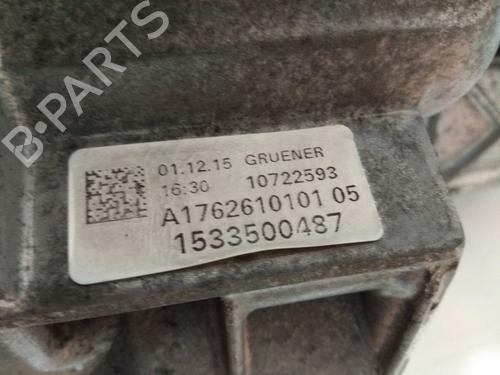 B-PARTS
01.12.15 GRUENER
16:30 10722593
A1762610101 05
1533500487